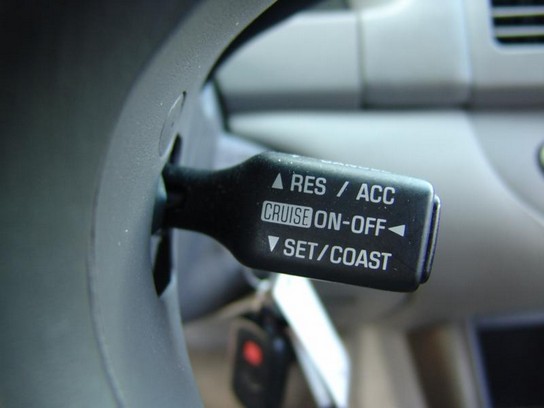 ▲ RES / ACC
CRUISE ON-OFF ◄
▼ SET/COAST